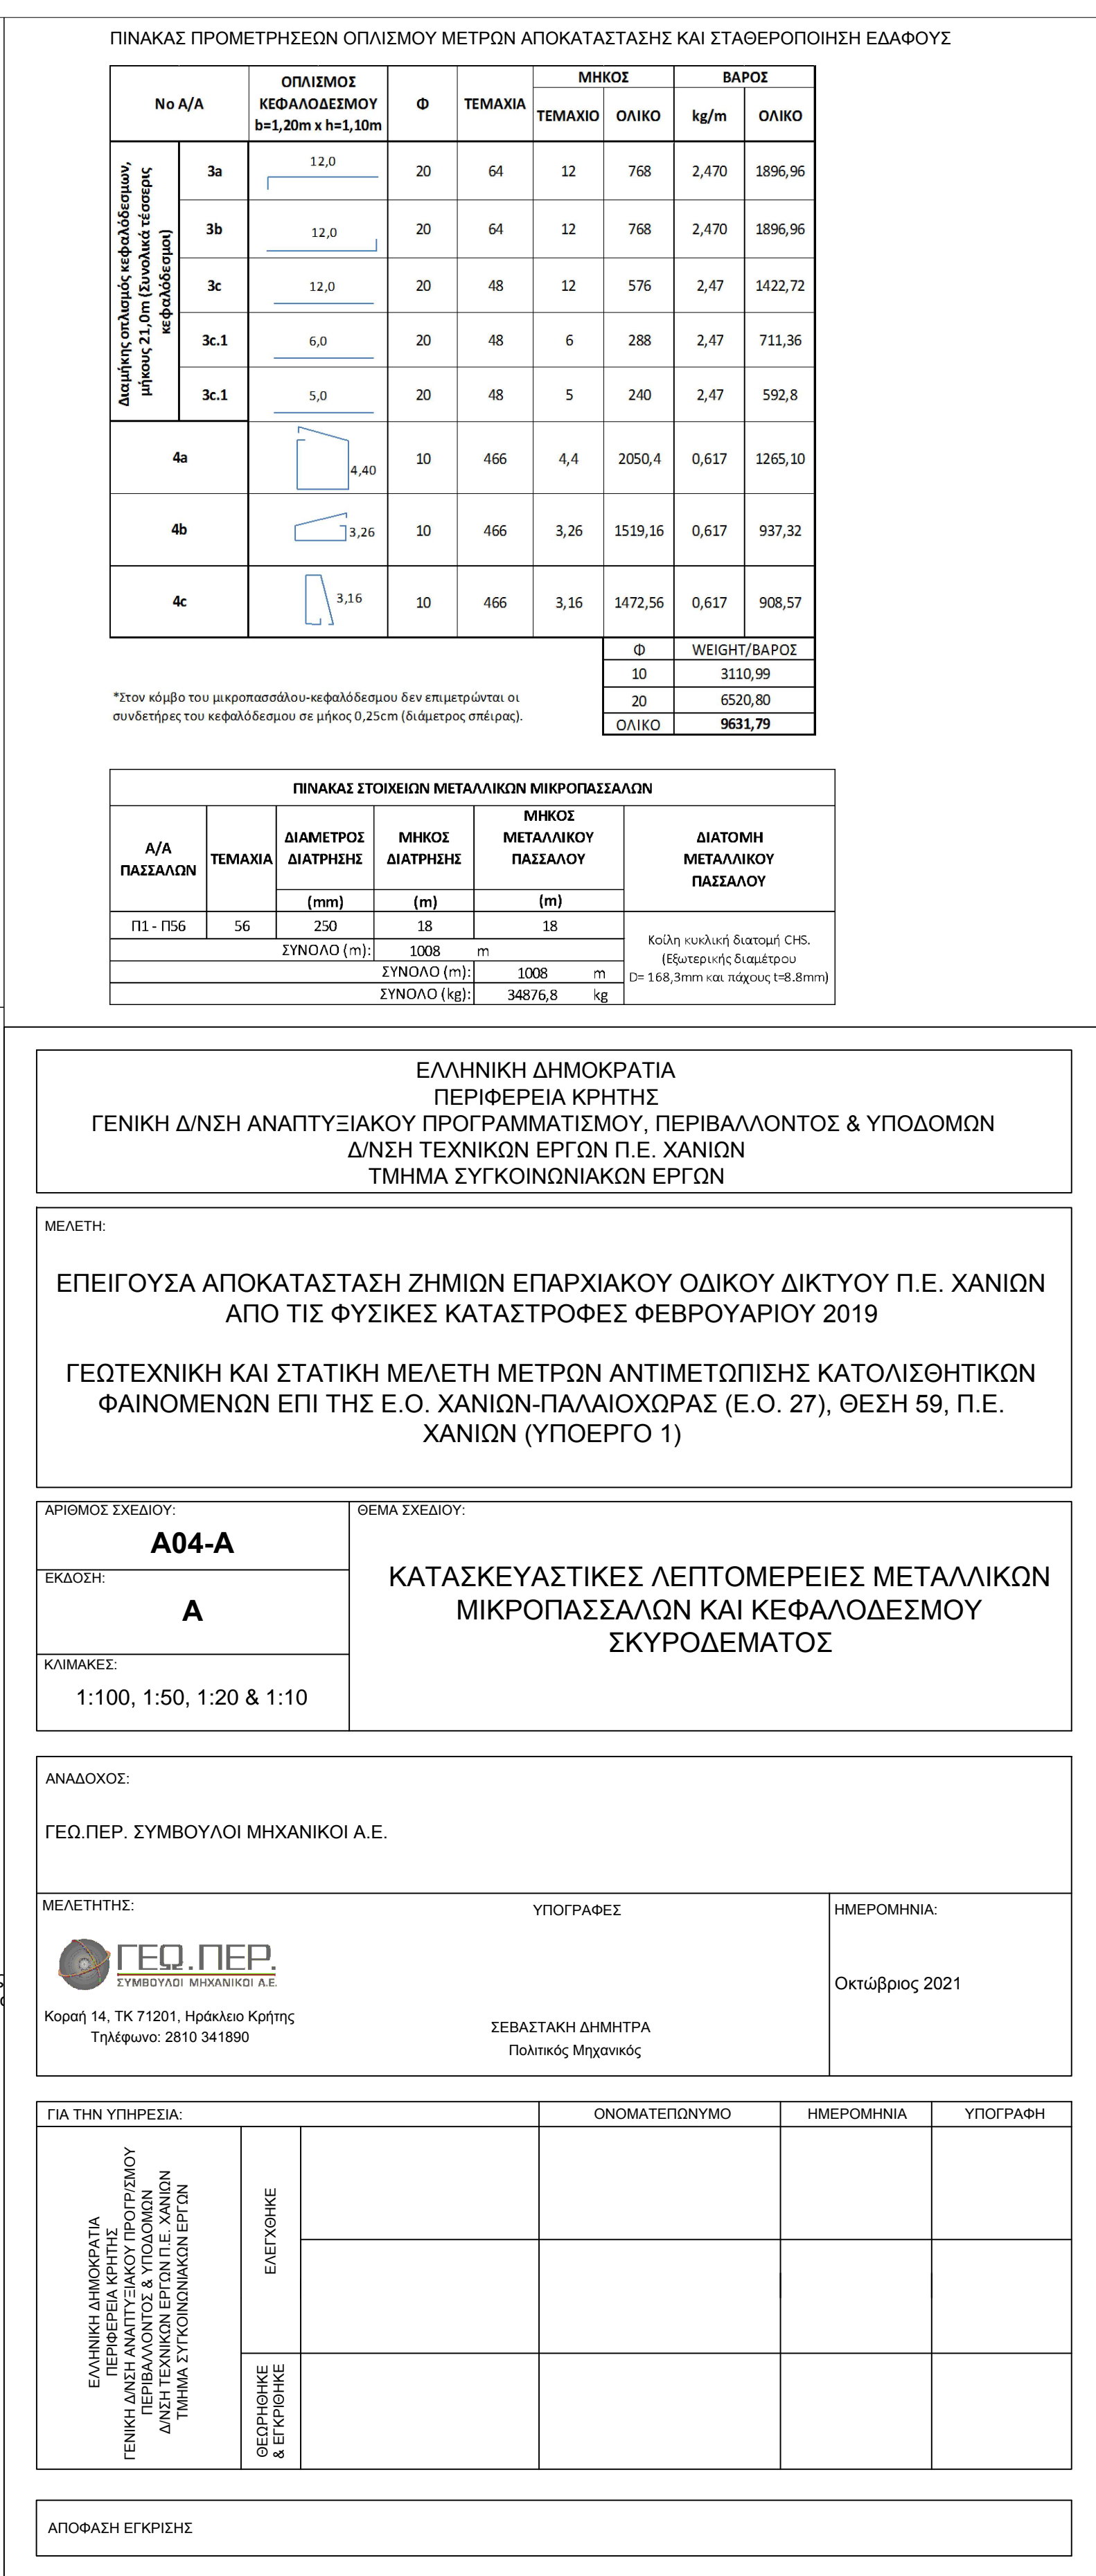 ΠΙΝΑΚΑΣ ΠΡΟΜΕΤΡΗΣΕΩΝ ΟΠΛΙΣΜΟΥ ΜΕΤΡΩΝ ΑΠΟΚΑΤΑΣΤΑΣΗΣ ΚΑΙ ΣΤΑΘΕΡΟΠΟΙΗΣΗ ΕΔΑΦΟΥΣ
No Α/Α
ΟΠΛΙΣΜΟΣ
ΚΕΦΑΛΟΔΕΣΜΟΥ
b=1,20m x h=1,10m
Φ
ΤΕΜΑΧΙΑ
ΜΗΚΟΣ
ΒΑΡΟΣ
ΤΕΜΑΧΙΟ ΟΛΙΚΟ kg/m ΟΛΙΚΟ
Διαμήκης οπλισμός κεφαλόδεσμων,
μήκους 21,0m (Συνολικά τέσσερις
κεφαλόδεσμοι)
3a 12,0 20 64 12 768 2,470 1896,96
3b 12,0 20 64 12 768 2,470 1896,96
3c 12,0 20 48 12 576 2,47 1422,72
3c.1 6,0 20 48 6 288 2,47 711,36
3c.1 5,0 20 48 5 240 2,47 592,8
4a 4,40 10 466 4,4 2050,4 0,617 1265,10
4b 3,26 10 466 3,26 1519,16 0,617 937,32
4c 3,16 10 466 3,16 1472,56 0,617 908,57
Φ WEIGHT/ΒΑΡΟΣ
10 3110,99
20 6520,80
ΟΛΙΚΟ 9631,79
*Στον κόμβο του μικροπασσάλου-κεφαλόδεσμου δεν επιμετρώνται οι
συνδετήρες του κεφαλόδεσμου σε μήκος 0,25cm (διάμετρος σπείρας).
ΠΙΝΑΚΑΣ ΣΤΟΙΧΕΙΩΝ ΜΕΤΑΛΛΙΚΩΝ ΜΙΚΡΟΠΑΣΣΑΛΩΝ
Α/Α
ΠΑΣΣΑΛΩΝ
ΤΕΜΑΧΙΑ
ΔΙΑΜΕΤΡΟΣ
ΔΙΑΤΡΗΣΗΣ
ΜΗΚΟΣ
ΔΙΑΤΡΗΣΗΣ
ΜΗΚΟΣ
ΜΕΤΑΛΛΙΚΟΥ
ΠΑΣΣΑΛΟΥ
ΔΙΑΤΟΜΗ
ΜΕΤΑΛΛΙΚΟΥ
ΠΑΣΣΑΛΟΥ
(mm) (m) (m)
Π1 - Π56 56 250 18 18
Κοίλη κυκλική διατομή CHS.
(Εξωτερικής διαμέτρου
D= 168,3mm και πάχους t=8.8mm)
ΣΥΝΟΛΟ (m): 1008 m
ΣΥΝΟΛΟ (m): 1008 m
ΣΥΝΟΛΟ (kg): 34876,8 kg
ΕΛΛΗΝΙΚΗ ΔΗΜΟΚΡΑΤΙΑ
ΠΕΡΙΦΕΡΕΙΑ ΚΡΗΤΗΣ
ΓΕΝΙΚΗ Δ/ΝΣΗ ΑΝΑΠΤΥΞΙΑΚΟΥ ΠΡΟΓΡΑΜΜΑΤΙΣΜΟΥ, ΠΕΡΙΒΑΛΛΟΝΤΟΣ & ΥΠΟΔΟΜΩΝ
Δ/ΝΣΗ ΤΕΧΝΙΚΩΝ ΕΡΓΩΝ Π.Ε. ΧΑΝΙΩΝ
ΤΜΗΜΑ ΣΥΓΚΟΙΝΩΝΙΑΚΩΝ ΕΡΓΩΝ
ΜΕΛΕΤΗ:
ΕΠΕΙΓΟΥΣΑ ΑΠΟΚΑΤΑΣΤΑΣΗ ΖΗΜΙΩΝ ΕΠΑΡΧΙΑΚΟΥ ΟΔΙΚΟΥ ΔΙΚΤΥΟΥ Π.Ε. ΧΑΝΙΩΝ
ΑΠΟ ΤΙΣ ΦΥΣΙΚΕΣ ΚΑΤΑΣΤΡΟΦΕΣ ΦΕΒΡΟΥΑΡΙΟΥ 2019
ΓΕΩΤΕΧΝΙΚΗ ΚΑΙ ΣΤΑΤΙΚΗ ΜΕΛΕΤΗ ΜΕΤΡΩΝ ΑΝΤΙΜΕΤΩΠΙΣΗΣ ΚΑΤΟΛΙΣΘΗΤΙΚΩΝ
ΦΑΙΝΟΜΕΝΩΝ ΕΠΙ ΤΗΣ Ε.Ο. ΧΑΝΙΩΝ-ΠΑΛΑΙΟΧΩΡΑΣ (Ε.Ο. 27), ΘΕΣΗ 59, Π.Ε.
ΧΑΝΙΩΝ (ΥΠΟΕΡΓΟ 1)
ΑΡΙΘΜΟΣ ΣΧΕΔΙΟΥ:
Α04-Α
ΕΚΔΟΣΗ:
Α
ΚΛΙΜΑΚΕΣ:
1:100, 1:50, 1:20 & 1:10
ΘΕΜΑ ΣΧΕΔΙΟΥ:
ΚΑΤΑΣΚΕΥΑΣΤΙΚΕΣ ΛΕΠΤΟΜΕΡΕΙΕΣ ΜΕΤΑΛΛΙΚΩΝ
ΜΙΚΡΟΠΑΣΣΑΛΩΝ ΚΑΙ ΚΕΦΑΛΟΔΕΣΜΟΥ
ΣΚΥΡΟΔΕΜΑΤΟΣ
ΑΝΑΔΟΧΟΣ:
ΓΕΩ.ΠΕΡ. ΣΥΜΒΟΥΛΟΙ ΜΗΧΑΝΙΚΟΙ Α.Ε.
ΜΕΛΕΤΗΤΗΣ:
ΓΕΩ.ΠΕΡ.
ΣΥΜΒΟΥΛΟΙ ΜΗΧΑΝΙΚΟΙ Α.Ε.
Κοραή 14, ΤΚ 71201, Ηράκλειο Κρήτης
Τηλέφωνο: 2810 341890
ΥΠΟΓΡΑΦΕΣ
ΣΕΒΑΣΤΑΚΗ ΔΗΜΗΤΡΑ
Πολιτικός Μηχανικός
ΗΜΕΡΟΜΗΝΙΑ:
Οκτώβριος 2021
ΓΙΑ ΤΗΝ ΥΠΗΡΕΣΙΑ: ΟΝΟΜΑΤΕΠΩΝΥΜΟ ΗΜΕΡΟΜΗΝΙΑ ΥΠΟΓΡΑΦΗ
ΕΛΛΗΝΙΚΗ ΔΗΜΟΚΡΑΤΙΑ
ΠΕΡΙΦΕΡΕΙΑ ΚΡΗΤΗΣ
ΓΕΝΙΚΗ Δ/ΝΣΗ ΑΝΑΠΤΥΞΙΑΚΟΥ ΠΡΟΓΡ/ΣΜΟΥ
ΠΕΡΙΒΑΛΛΟΝΤΟΣ & ΥΠΟΔΟΜΩΝ
Δ/ΝΣΗ ΤΕΧΝΙΚΩΝ ΕΡΓΩΝ Π.Ε. ΧΑΝΙΩΝ
ΤΜΗΜΑ ΣΥΓΚΟΙΝΩΝΙΑΚΩΝ ΕΡΓΩΝ
ΕΛΕΓΧΘΗΚΕ
ΘΕΩΡΗΘΗΚΕ
& ΕΓΚΡΙΘΗΚΕ
ΑΠΟΦΑΣΗ ΕΓΚΡΙΣΗΣ